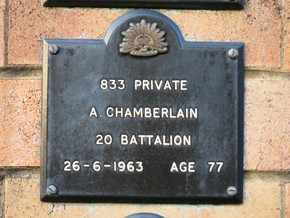 833 PRIVATE
A. CHAMBERLAIN
20 BATTALION
26-6-1963 AGE 77